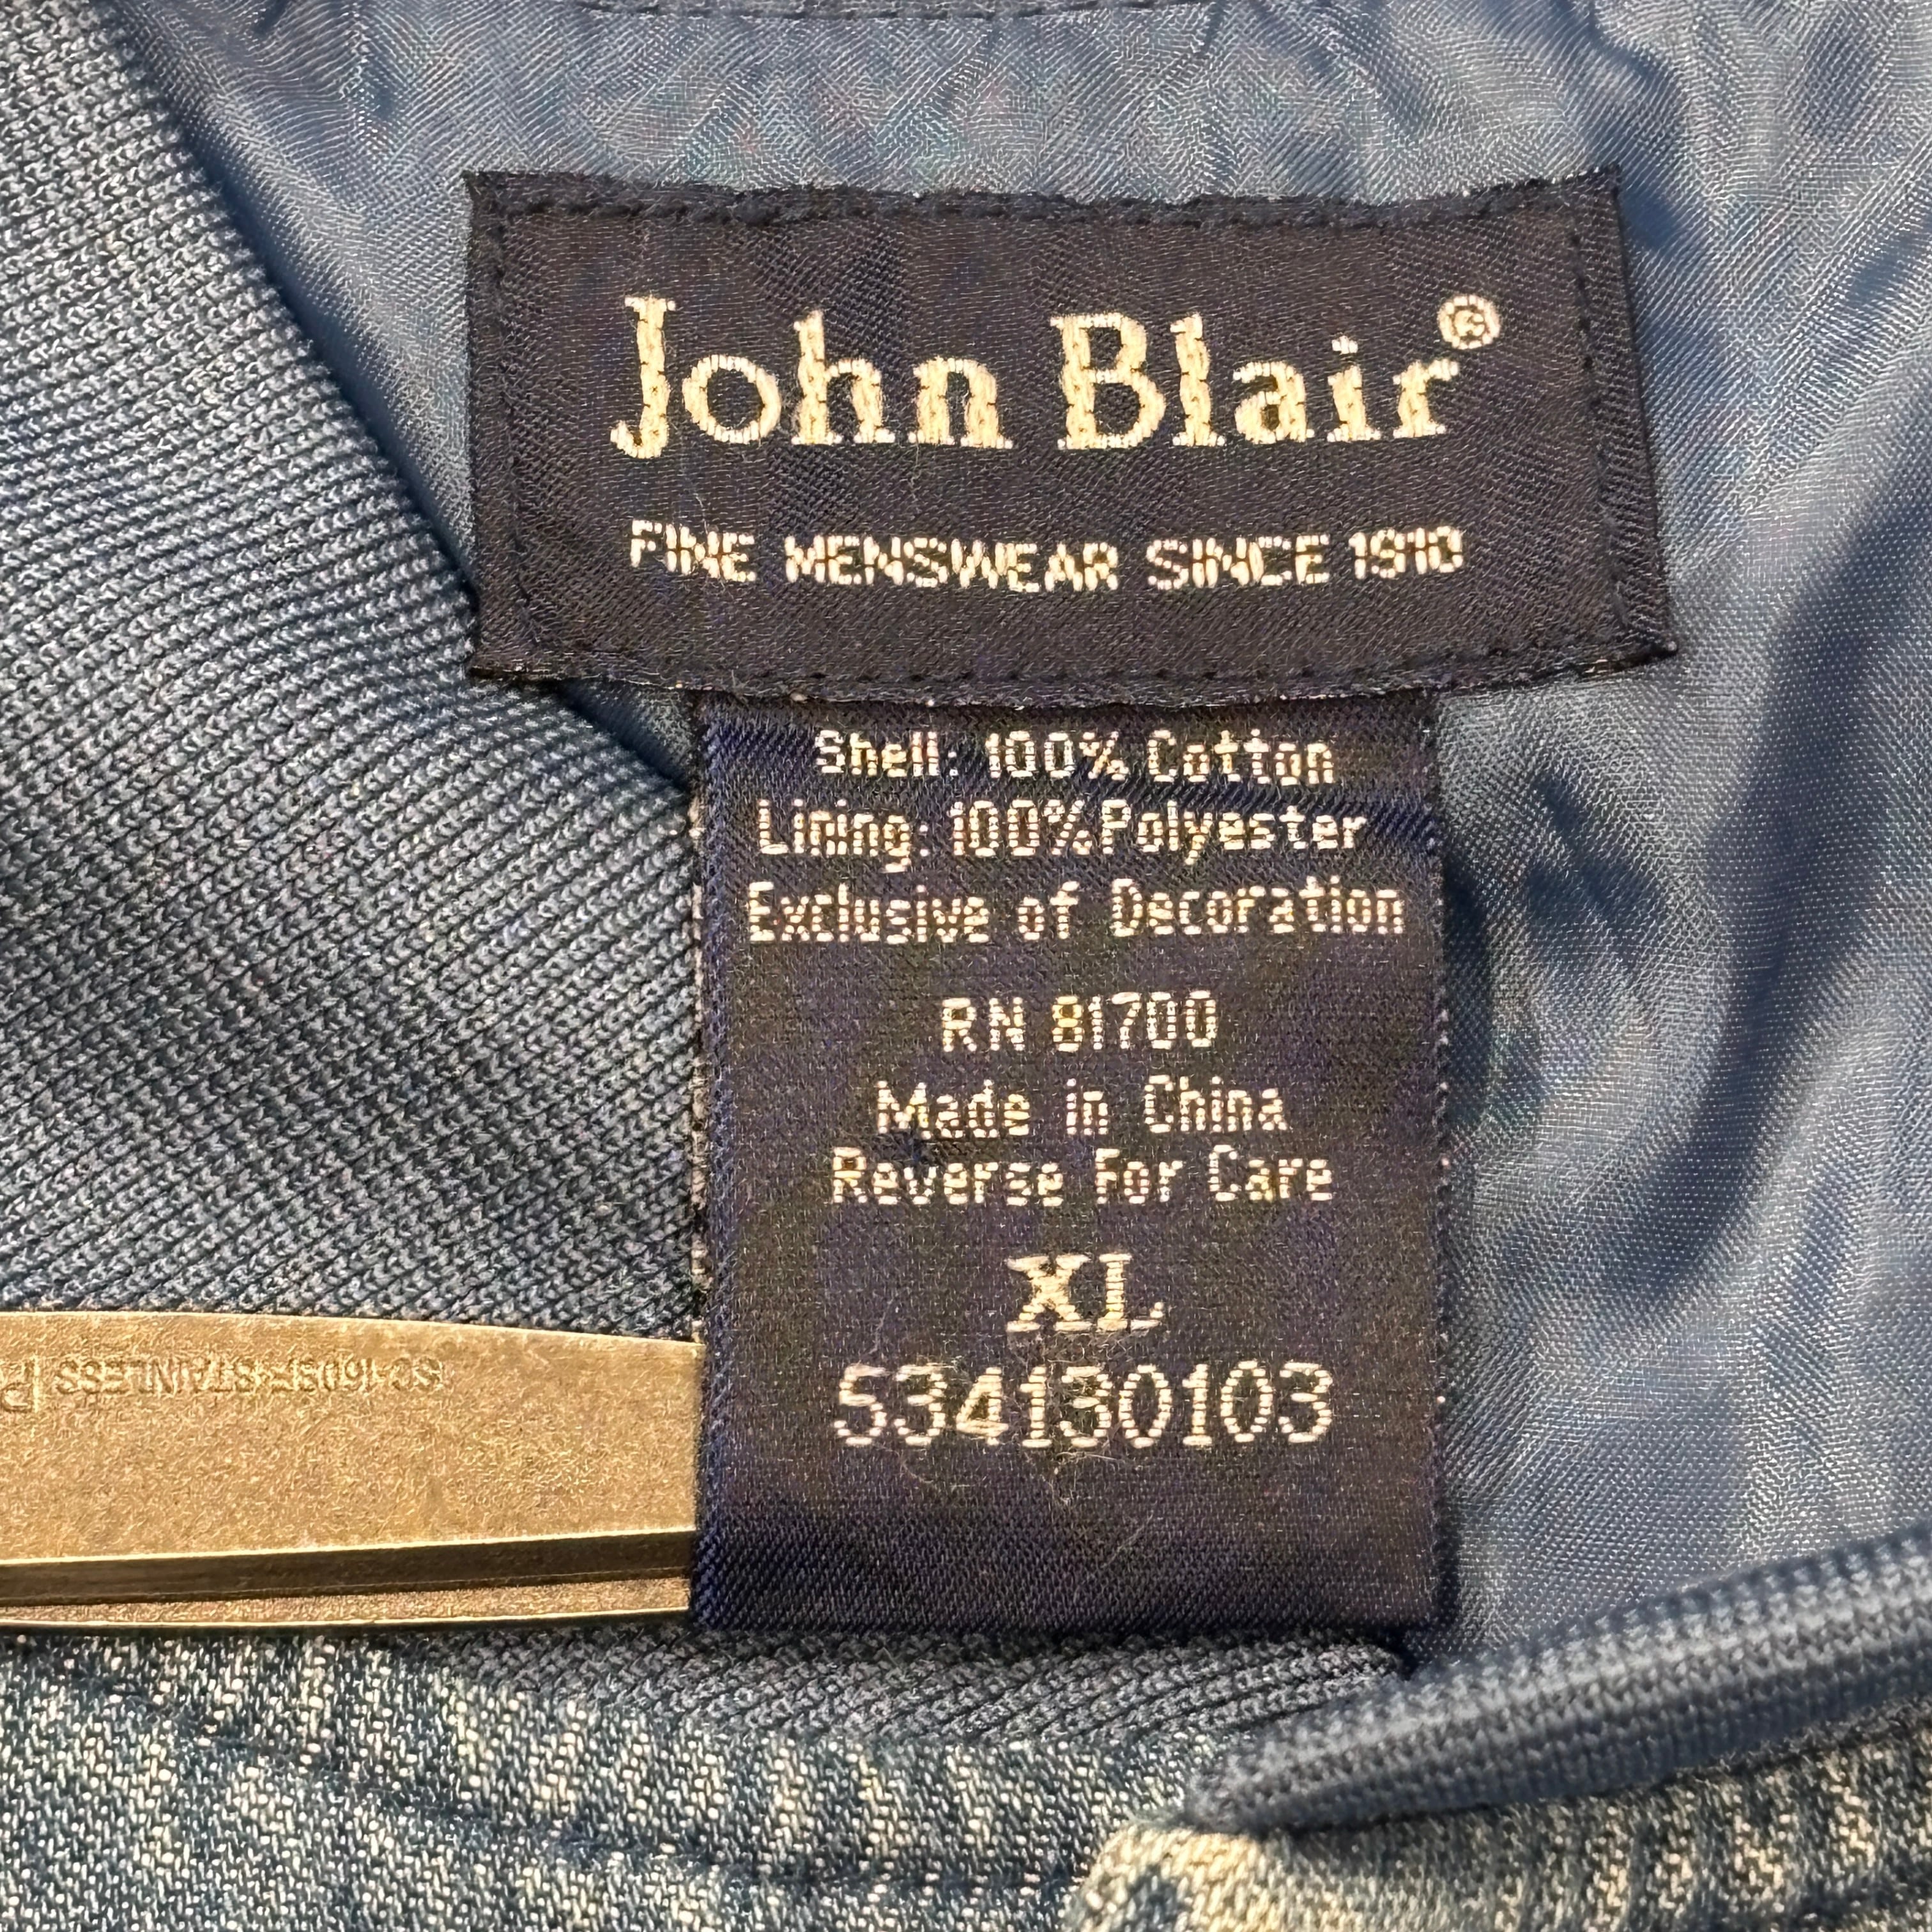 John Blair®
FINE MENSWEAR SINCE 1910
Shell: 100% Cotton
Lining: 100% Polyester
Exclusive of Decoration
RN 81700
Made in China
Reverse For Care
XL
534130103
STAINLESS